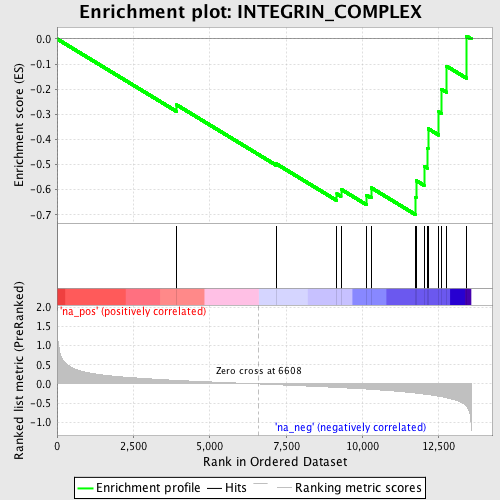 Enrichment plot: INTEGRIN_COMPLEX
Enrichment score (ES)
0.0
-0.1
-0.2
-0.3
-0.4
-0.5
-0.6
-0.7
Ranked list metric (PreRanked)
2.0
1.5
1.0
0.5
0.0
-0.5
-1.0
'na_pos' (positively correlated)
Zero cross at 6608
'na_neg' (negatively correlated)
0 2,500 5,000 7,500 10,000 12,500
Rank in Ordered Dataset
Enrichment profile Hits Ranking metric scores